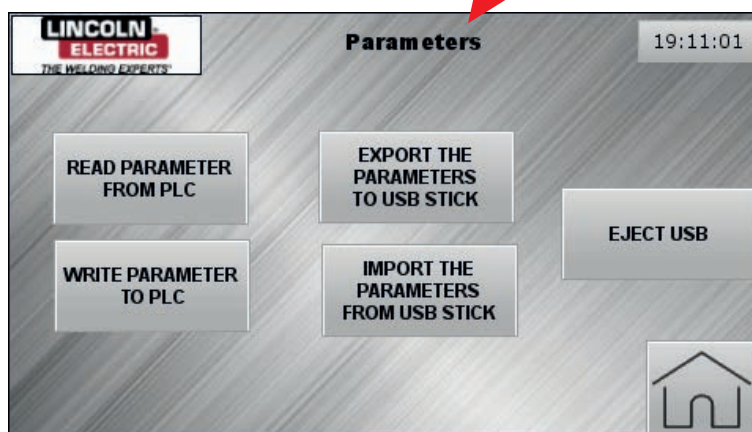 LINCOLN
ELECTRIC
THE WELDING EXPERTS®
Parameters
19:11:01
READ PARAMETER
FROM PLC
EXPORT THE
PARAMETERS
TO USB STICK
EJECT USB
WRITE PARAMETER
TO PLC
IMPORT THE
PARAMETERS
FROM USB STICK